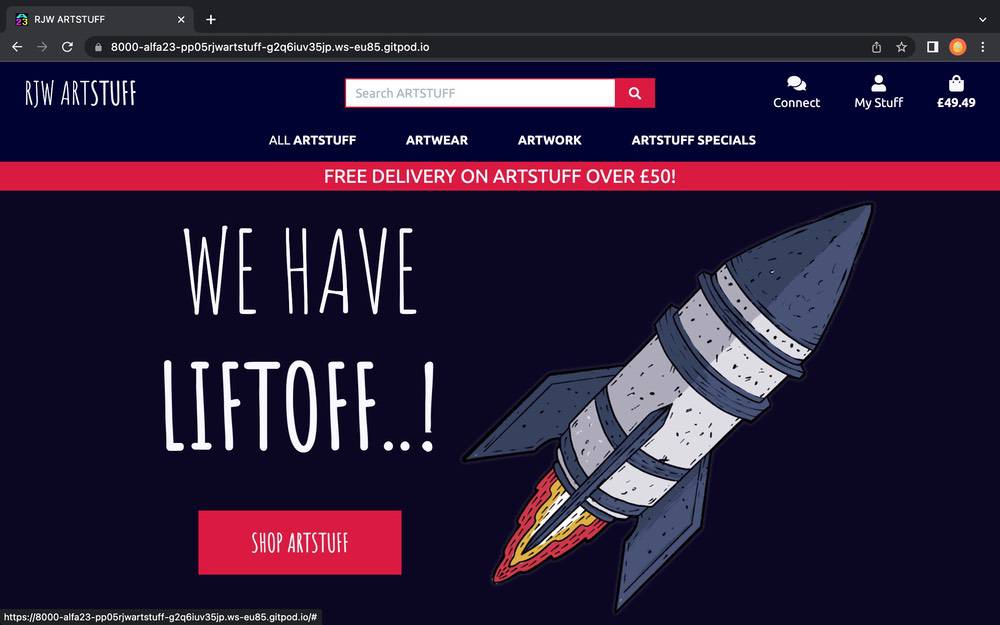 RJW ARTSTUFF
8000-alfa23-pp05rjwartstuff-g2q6iuv35jp.ws-eu85.gitpod.io
RJW ARTSTUFF
Search ARTSTUFF
Connect
My Stuff
£49.49
ALL ARTSTUFF
ARTWEAR
ARTWORK
ARTSTUFF SPECIALS
FREE DELIVERY ON ARTSTUFF OVER £50!
WE HAVE
LIFTOFF..!
SHOP ARTSTUFF
https://8000-alfa23-pp05rjwartstuff-g2q6iuv35jp.ws-eu85.gitpod.io/#